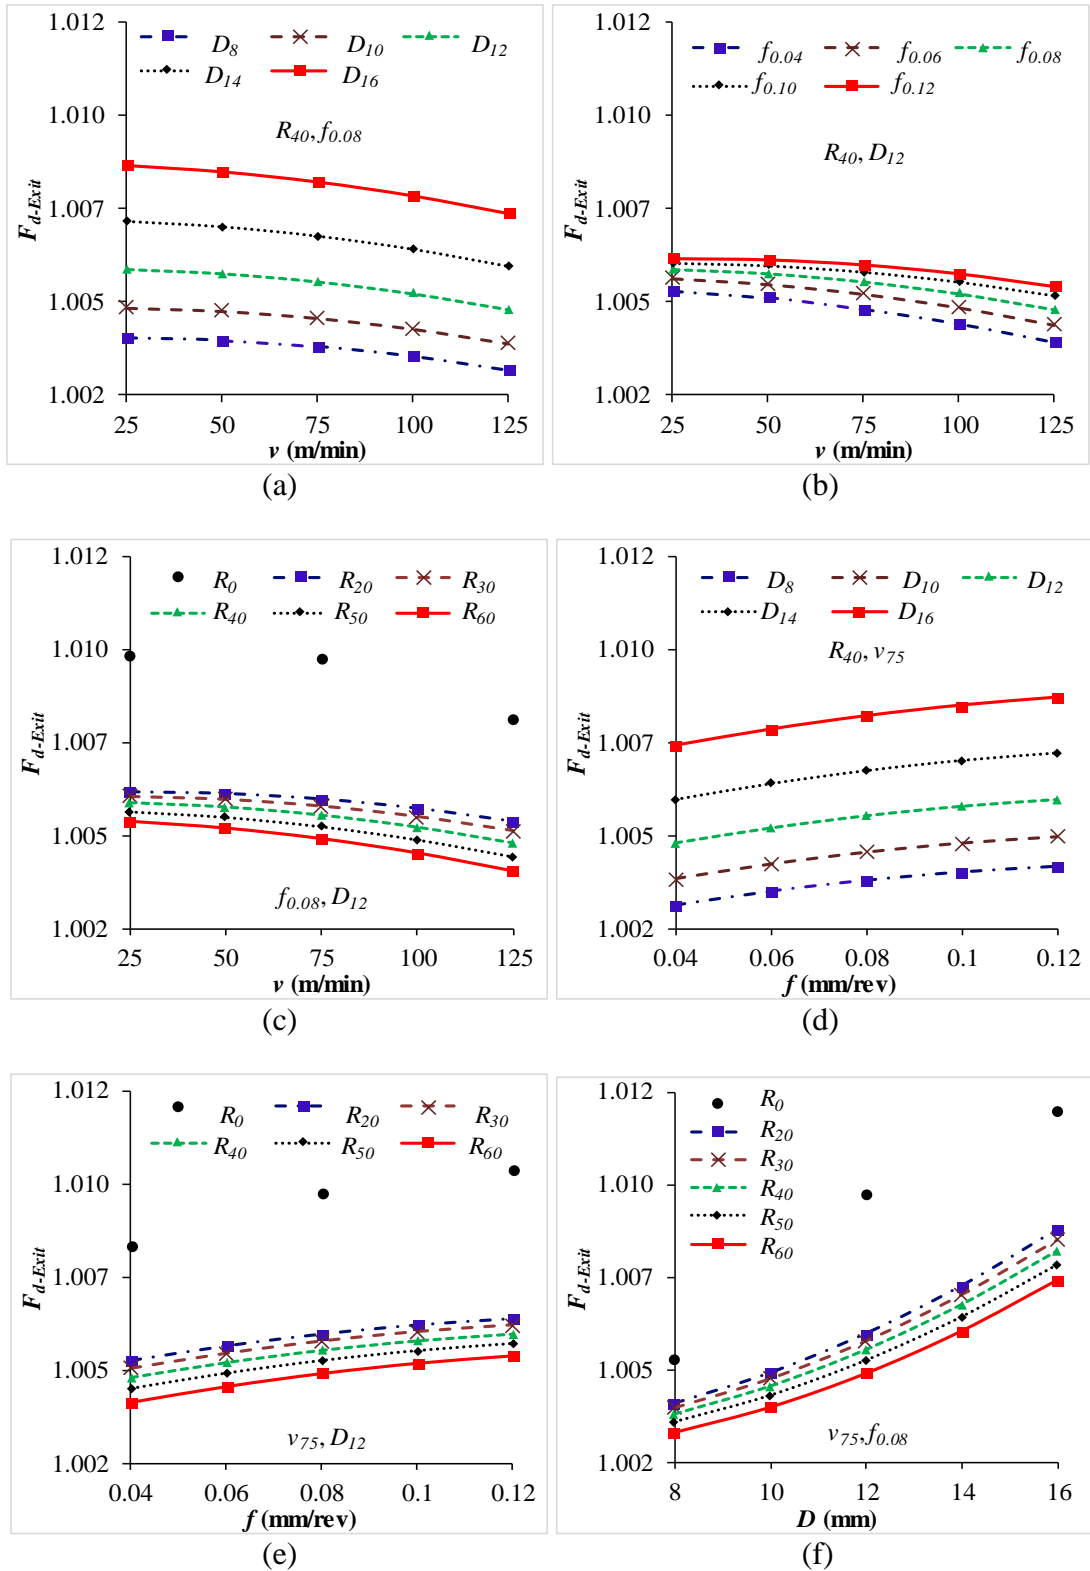 1.012
D8 D10 D12
D14 D16
1.010
R40, f0.08
1.007
1.005
1.002
Fd-Exit
25 50 75 100 125
v (m/min)
(a)
1.012
f0.04 f0.06 f0.08
f0.10 f0.12
1.010
R40, D12
1.007
1.005
1.002
Fd-Exit
25 50 75 100 125
v (m/min)
(b)
1.012
R0 R20 R30
R40 R50 R60
1.010
1.007
1.005
f0.08, D12
1.002
Fd-Exit
25 50 75 100 125
v (m/min)
(c)
1.012
D8 D10 D12
D14 D16
1.010
R40, v75
1.007
1.005
1.002
Fd-Exit
0.04 0.06 0.08 0.1 0.12
f (mm/rev)
(d)
1.012
R0 R20 R30
R40 R50 R60
1.010
1.007
1.005
v75, D12
1.002
Fd-Exit
0.04 0.06 0.08 0.1 0.12
f (mm/rev)
(e)
1.012
R0
R20
R30
1.010
R40
R50
R60
1.007
1.005
v75, f0.08
1.002
Fd-Exit
8 10 12 14 16
D (mm)
(f)